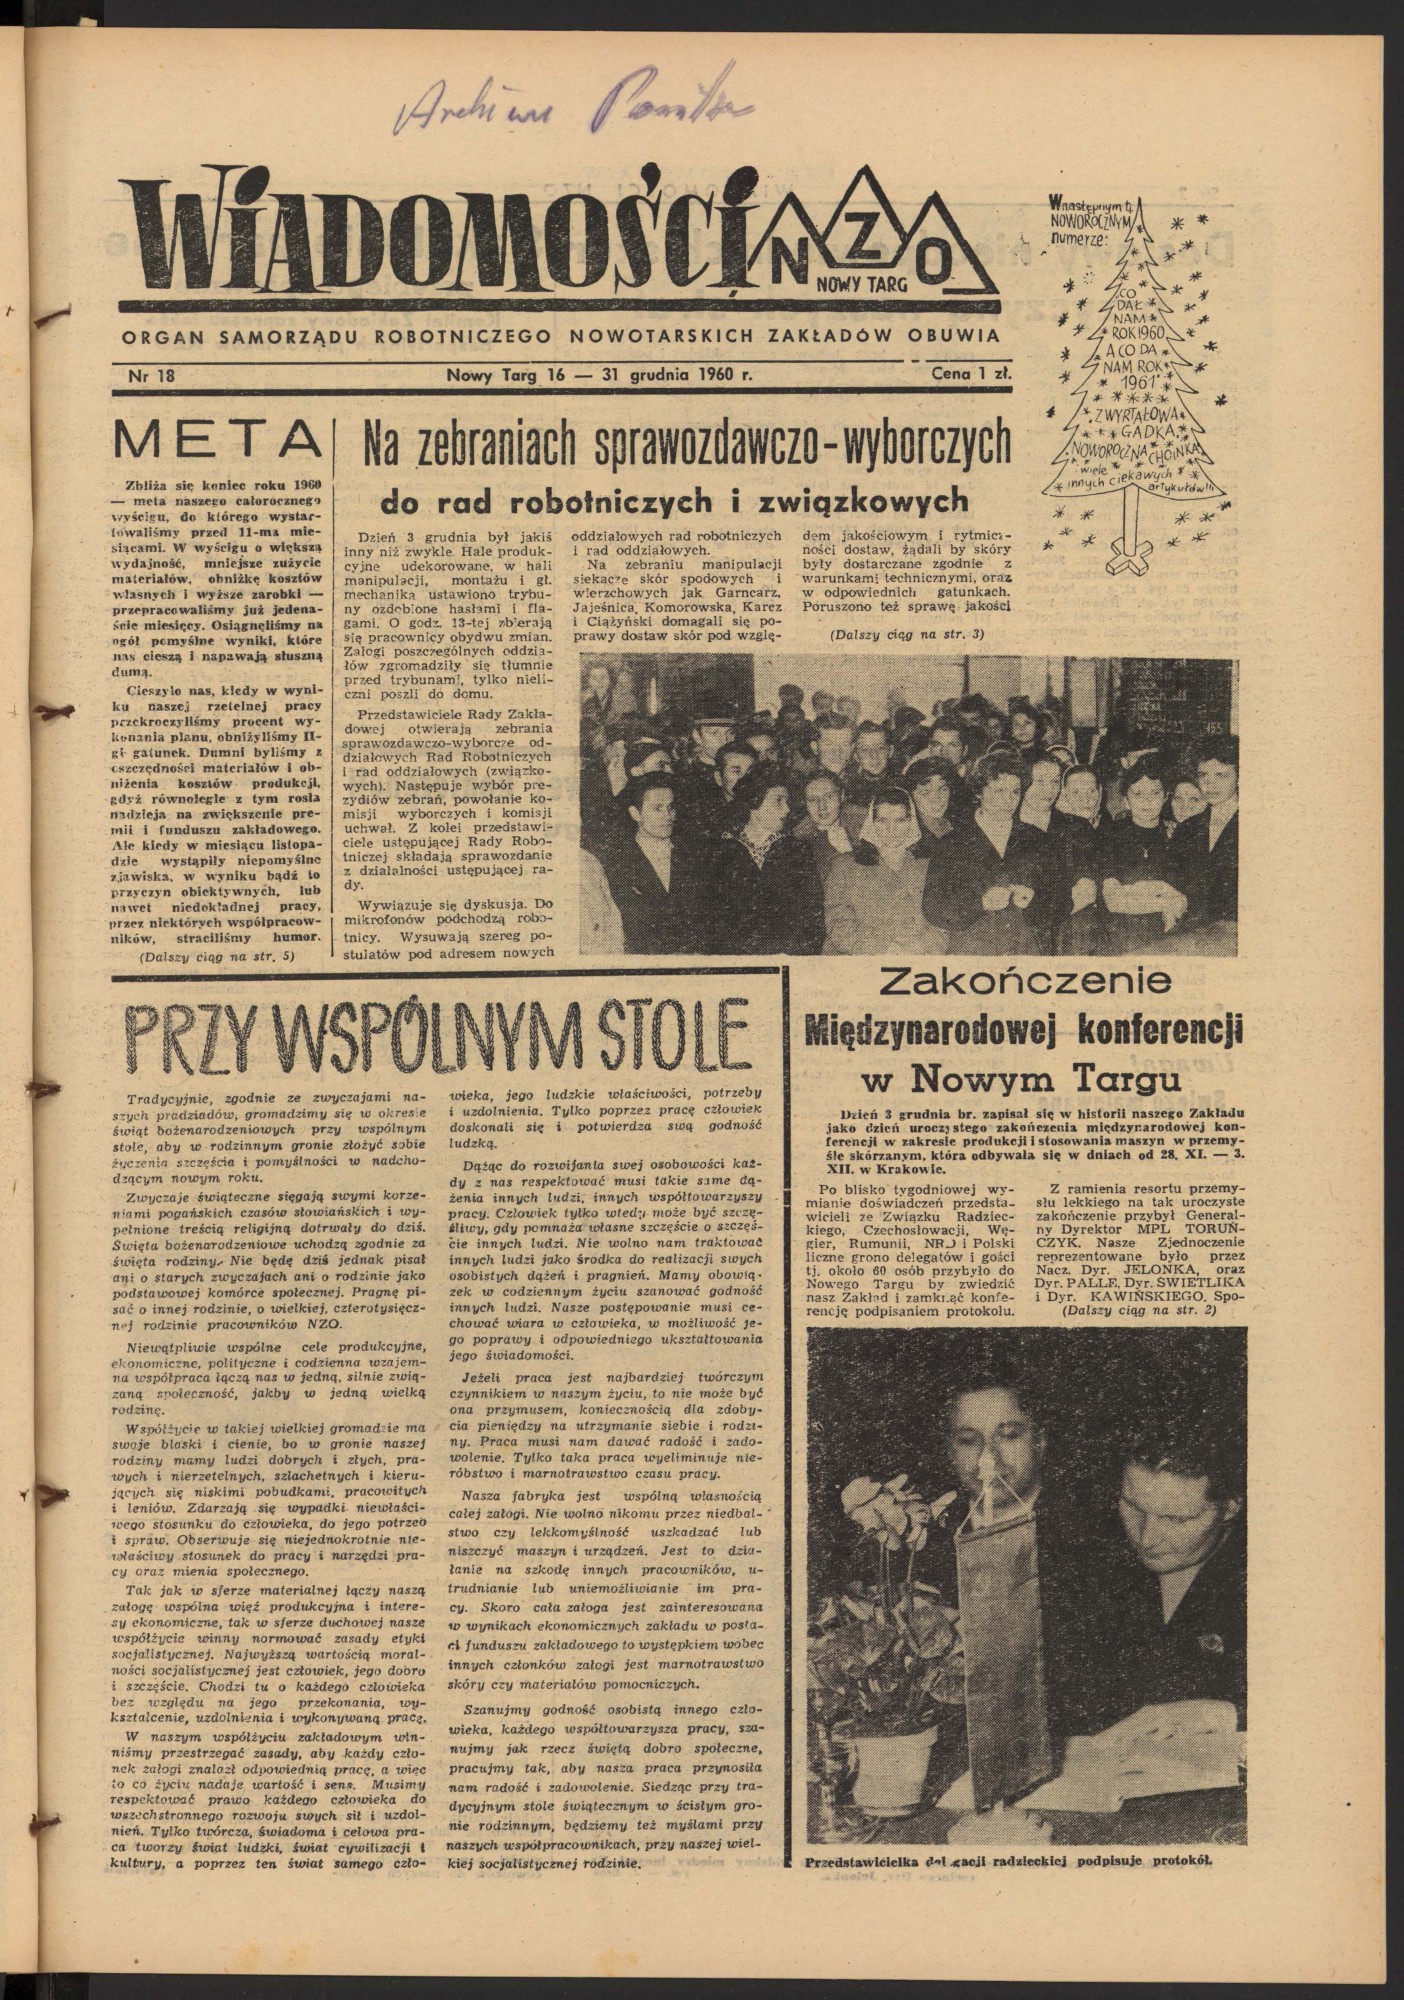 WIADOMOŚCI NZO
NOWY TARG
ORGAN SAMORZĄDU ROBOTNICZEGO NOWOTARSKICH ZAKŁADÓW OBUWIA
Nr 18
Nowy Targ 16 — 31 grudnia 1960 r.
Cena 1 zł.
W następnym tj.
NOWOROCZNYM
numerze:
CO
DAŁ
NAM
ROK 1960
A CO DA
NAM ROK
1961
ZWYRTAŁOWA
GADKA
NOWOROCZNA CHOINKA
wiele
innych ciekawych
artykułów!!!
META
Zbliża się koniec roku 1960
— meta naszego całorocznego
wyścigu, do którego wystar-
towaliśmy przed 11-ma mie-
siącami. W wyścigu o większą
wydajność, mniejsze zużycie
materiałów, obniżkę kosztów
własnych i wyższe zarobki —
przepracowaliśmy już jedena-
ście miesięcy. Osiągnęliśmy na
ogół pomyślne wyniki, które
nas cieszą i napawają słuszną
dumą.
Cieszyło nas, kiedy w wyni-
ku naszej rzetelnej pracy
przekroczyliśmy procent wy-
konania planu, obniżyliśmy II-
gi gatunek. Dumni byliśmy z
oszczędności materiałów i ob-
niżenia kosztów produkcji,
gdyż równolegle z tym rosła
nadzieja na zwiększenie pre-
mii i funduszu zakładowego.
Ale kiedy w miesiącu listopa-
dzie wystąpiły niepomyślne
zjawiska, w wyniku bądź to
przyczyn obiektywnych, lub
nawet niedokładnej pracy,
przez niektórych współpracow-
ników, straciliśmy humor.
(Dalszy ciąg na str. 5)
Na zebraniach sprawozdawczo-wyborczych
do rad robotniczych i związkowych
Dzień 3 grudnia był jakiś
inny niż zwykle. Hale produk-
cyjne udekorowane, w hali
manipulacji, montażu i gł.
mechanika ustawiono trybu-
ny ozdobione hasłami i fla-
gami. O godz. 13-tej zbierają
się pracownicy obydwu zmian.
Załogi poszczególnych oddzia-
łów zgromadziły się tłumnie
przed trybunami, tylko nieli-
czni poszli do domu.
Przedstawiciele Rady Zakła-
dowej otwierają zebrania
sprawozdawczo-wyborcze od-
działowych Rad Robotniczych
i rad oddziałowych (związko-
wych). Następuje wybór pre-
zydiów zebrań, powołanie ko-
misji wyborczych i komisji
uchwał. Z kolei przedstawi-
ciele ustępującej Rady Robo-
tniczej składają sprawozdanie
z działalności ustępującej ra-
dy.
Wywiązuje się dyskusja. Do
mikrofonów podchodzą robo-
tnicy. Wysuwają szereg po-
stulatów pod adresem nowych
oddziałowych rad robotniczych
i rad oddziałowych.
Na zebraniu manipulacji
siekacze skór spodowych i
wierzchowych jak Garncarz,
Jajeśnica, Komorowska, Karez
i Ciążyński domagali się po-
prawy dostaw skór pod wzglę-
dem jakościowym i rytmicz-
ności dostaw, żądali by skóry
były dostarczane zgodnie z
warunkami technicznymi, oraz
w odpowiednich gatunkach.
Poruszono też sprawę jakości
(Dalszy ciąg na str. 3)
PRZY WSPÓLNYM STOLE
Tradycyjnie, zgodnie ze zwyczajami na-
szych pradziadów, gromadzimy się w okresie
świąt bożenarodzeniowych przy wspólnym
stole, aby w rodzinnym gronie złożyć sobie
życzenia szczęścia i pomyślności w nadcho-
dzącym nowym roku.
Zwyczaje świąteczne sięgają swymi korze-
niami pogańskich czasów słowiańskich i wy-
pełnione treścią religijną dotrwały do dziś.
Święta bożenarodzeniowe uchodzą zgodnie za
święta rodziny. Nie będę dziś jednak pisał
ani o starych zwyczajach ani o rodzinie jako
podstawowej komórce społecznej. Pragnę pi-
sać o innej rodzinie, o wielkiej, czterotysięcz-
nej rodzinie pracowników NZO.
Niewątpliwie wspólne cele produkcyjne,
ekonomiczne, polityczne i codzienna wzajem-
na współpraca łączą nas w jedną, silnie zwią-
zaną społeczność, jakby w jedną wielką
rodzinę.
Współżycie w takiej wielkiej gromadzie ma
swoje blaski i cienie, bo w gronie naszej
rodziny mamy ludzi dobrych i złych, pra-
wych i nierzetelnych, szlachetnych i kieru-
jących się niskimi pobudkami, pracowitych
i leniów. Zdarzają się wypadki niewłaści-
wego stosunku do człowieka, do jego potrzeb
i spraw. Obserwuje się niejednokrotnie nie-
właściwy stosunek do pracy i narzędzi pra-
cy oraz mienia społecznego.
Tak jak w sferze materialnej łączy naszą
załogę wspólna więź produkcyjna i intere-
sy ekonomiczne, tak w sferze duchowej nasze
współżycie winny normować zasady etyki
socjalistycznej. Najwyższą wartością moral-
ności socjalistycznej jest człowiek, jego dobro
i szczęście. Chodzi tu o każdego człowieka
bez względu na jego przekonania, wy-
kształcenie, uzdolnienia i wykonywaną pracę.
W naszym współżyciu zakładowym win-
niśmy przestrzegać zasady, aby każdy czło-
nek załogi znalazł odpowiednią pracę, a więc
to co życiu nadaje wartość i sens. Musimy
respektować prawo każdego człowieka do
wszechstronnego rozwoju swych sił i uzdol-
nień. Tylko twórcza, świadoma i celowa pra-
ca tworzy świat ludzki, świat cywilizacji i
kultury, a poprzez ten świat samego czło-
wieka, jego ludzkie właściwości, potrzeby
i uzdolnienia. Tylko poprzez pracę człowiek
doskonali się i potwierdza swą godność
ludzką.
Dążąc do rozwijania swej osobowości każ-
dy z nas respektować musi takie same dą-
żenia innych ludzi, innych współtowarzyszy
pracy. Człowiek tylko wtedy może być szczę-
śliwy, gdy pomnaża własne szczęście o szczęś-
cie innych ludzi. Nie wolno nam traktować
innych ludzi jako środka do realizacji swych
osobistych dążeń i pragnień. Mamy obowią-
zek w codziennym życiu szanować godność
innych ludzi. Nasze postępowanie musi ce-
chować wiara w człowieka, w możliwość je-
go poprawy i odpowiedniego ukształtowania
jego świadomości.
Jeżeli praca jest najbardziej twórczym
czynnikiem w naszym życiu, to nie może być
ona przymusem, koniecznością dla zdoby-
cia pieniędzy na utrzymanie siebie i rodzi-
ny. Praca musi nam dawać radość i zado-
wolenie. Tylko taka praca wyeliminuje nie-
róbstwo i marnotrawstwo czasu pracy.
Nasza fabryka jest wspólną własnością
całej załogi. Nie wolno nikomu przez niedbal-
stwo czy lekkomyślność uszkadzać lub
niszczyć maszyn i urządzeń. Jest to dzia-
łanie na szkodę innych pracowników, u-
trudnianie lub uniemożliwianie im pra-
cy. Skoro cała załoga jest zainteresowana
w wynikach ekonomicznych zakładu w posta-
ci funduszu zakładowego to występkiem wobec
innych członków załogi jest marnotrawstwo
skóry czy materiałów pomocniczych.
Szanujmy godność osobistą innego czło-
wieka, każdego współtowarzysza pracy, sza-
nujmy jak rzecz świętą dobro społeczne,
pracujmy tak, aby nasza praca przynosiła
nam radość i zadowolenie. Siedząc przy tra-
dycyjnym stole świątecznym w ścisłym gro-
nie rodzinnym, będziemy też myślami przy
naszych współpracownikach, przy naszej wiel-
kiej socjalistycznej rodzinie.
Zakończenie
Międzynarodowej konferencji
w Nowym Targu
Dzień 3 grudnia br. zapisał się w historii naszego Zakładu
jako dzień uroczystego zakończenia międzynarodowej kon-
ferencji w zakresie produkcji i stosowania maszyn w przemy-
śle skórzanym, która odbywała się w dniach od 28. XI. — 3.
XII. w Krakowie.
Po blisko tygodniowej wy-
mianie doświadczeń przedsta-
wicieli ze Związku Radziec-
kiego, Czechosłowacji, Wę-
gier, Rumunii, NRD i Polski
liczne grono delegatów i gości
tj. około 60 osób przybyło do
Nowego Targu by zwiedzić
nasz Zakład i zamknąć konfe-
rencję podpisaniem protokołu.
Z ramienia resortu przemy-
słu lekkiego na tak uroczyste
zakończenie przybył General-
ny Dyrektor MPL TORUŃ-
CZYK. Nasze Zjednoczenie
reprezentowane było przez
Nacz. Dyr. JELONKA, oraz
Dyr. PALLE, Dyr. SWIETLIKA
i Dyr. KAWIŃSKIEGO. Spo-
(Dalszy ciąg na str. 2)
Przedstawicielka delegacji radzieckiej podpisuje protokół.